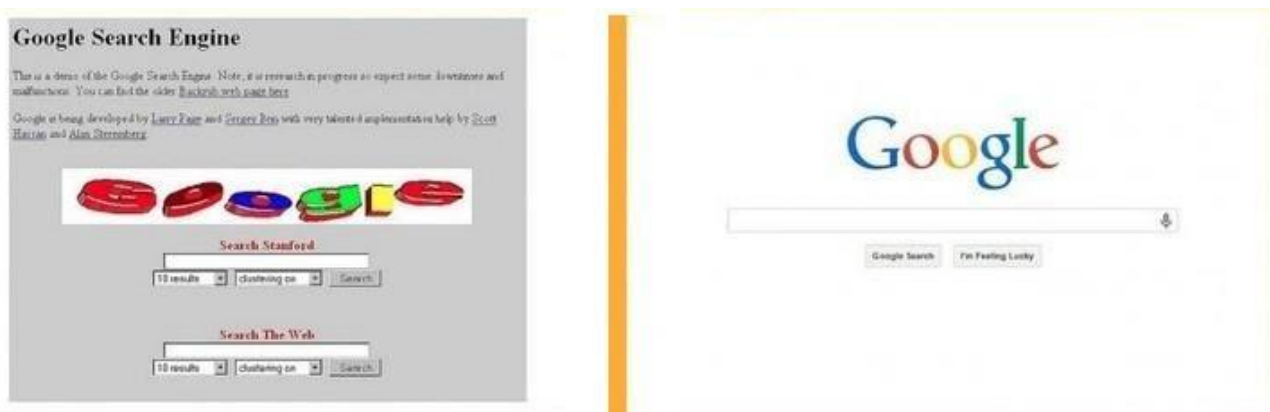 Google Search Engine
This is a demo of the Google Search Engine. Note, it is research in progress so expect some downtimes and
malfunctions. You can find the older Backrub web page here
Google is being developed by Larry Page and Sergey Brin with very talented implementation help by Scott
Hassan and Alan Steremberg.
Search Stanford
10 results clustering on Search
Search The Web
10 results clustering on Search
Google
Google Search I'm Feeling Lucky